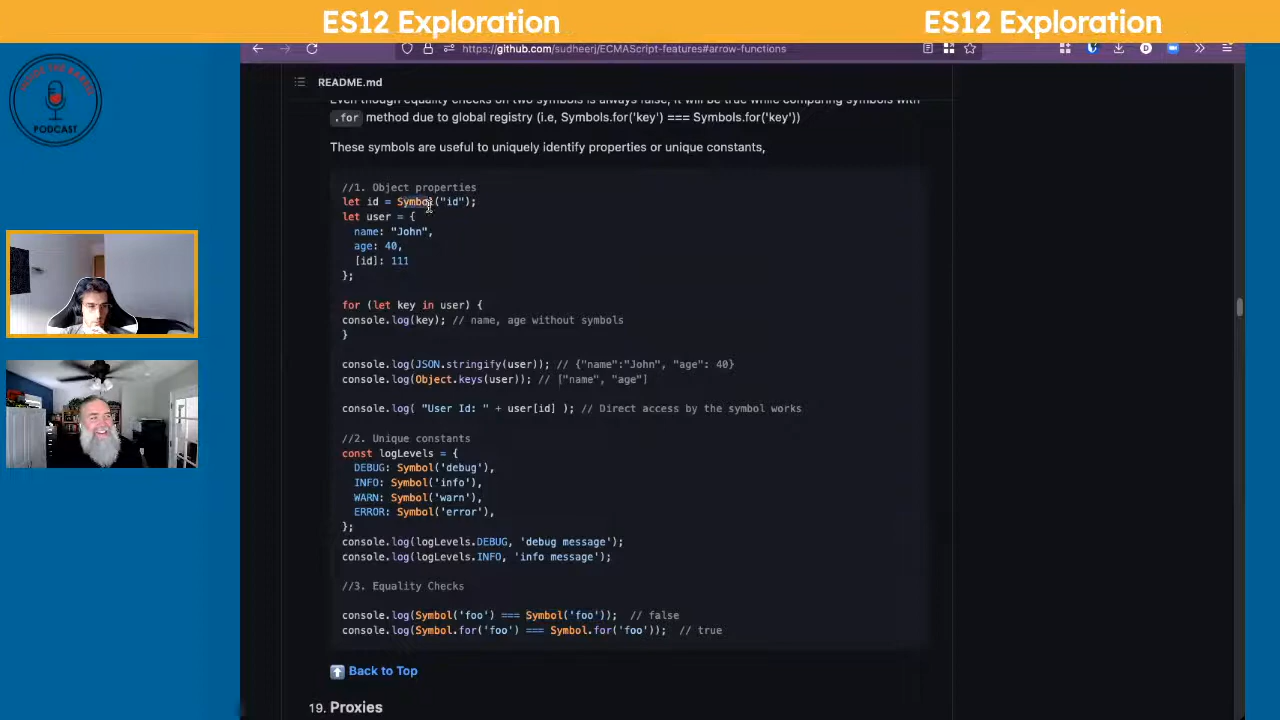 ES12 Exploration
ES12 Exploration
https://github.com/sudheerj/ECMAScript-features#arrow-functions
PODCAST
README.md
Even though equality checks on two symbols is always false, it will be true while comparing symbols with
.for method due to global registry (i.e, Symbols.for('key') === Symbols.for('key'))
These symbols are useful to uniquely identify properties or unique constants,
//1. Object properties
let id = Symbol("id");
let user = {
name: "John",
age: 40,
[id]: 111
};
for (let key in user) {
console.log(key); // name, age without symbols
}
console.log(JSON.stringify(user)); // {"name":"John", "age": 40}
console.log(Object.keys(user)); // ["name", "age"]
console.log( "User Id: " + user[id] ); // Direct access by the symbol works
//2. Unique constants
const logLevels = {
DEBUG: Symbol('debug'),
INFO: Symbol('info'),
WARN: Symbol('warn'),
ERROR: Symbol('error'),
};
console.log(logLevels.DEBUG, 'debug message');
console.log(logLevels.INFO, 'info message');
//3. Equality Checks
console.log(Symbol('foo') === Symbol('foo')); // false
console.log(Symbol.for('foo') === Symbol.for('foo')); // true
Back to Top
19. Proxies